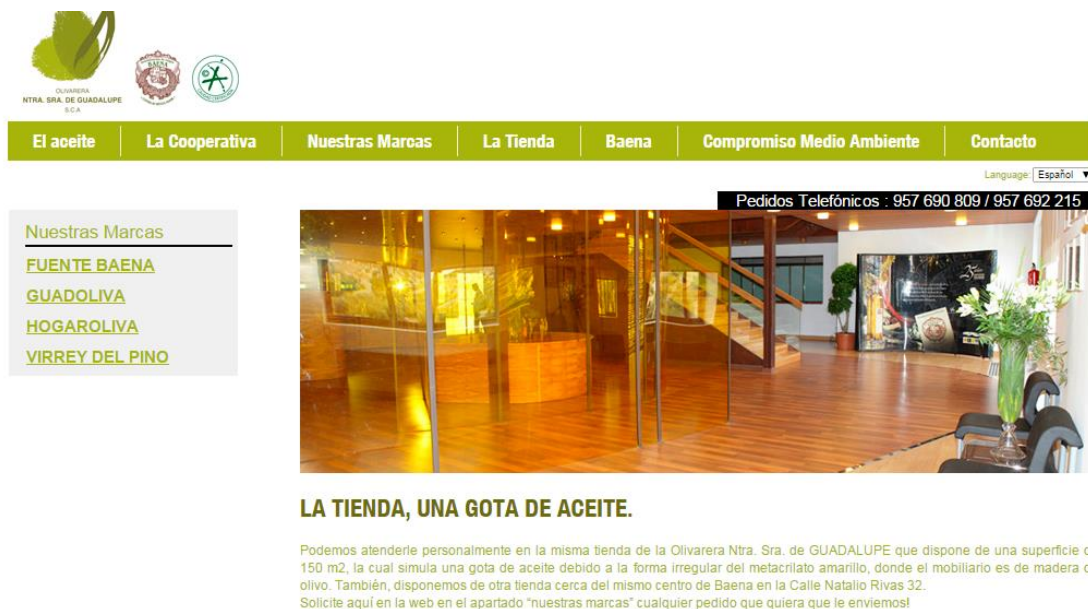 OLIVARERA
NTRA. SRA. DE GUADALUPE
S.C.A
BAENA
El aceite La Cooperativa Nuestras Marcas La Tienda Baena Compromiso Medio Ambiente Contacto
Language: Español
Pedidos Telefónicos : 957 690 809 / 957 692 215
Nuestras Marcas
FUENTE BAENA
GUADOLIVA
HOGAROLIVA
VIRREY DEL PINO
LA TIENDA, UNA GOTA DE ACEITE.
Podemos atenderle personalmente en la misma tienda de la Olivarera Ntra. Sra. de GUADALUPE que dispone de una superficie
150 m2, la cual simula una gota de aceite debido a la forma irregular del metacrilato amarillo, donde el mobiliario es de madera
olivo. También, disponemos de otra tienda cerca del mismo centro de Baena en la Calle Natalio Rivas 32.
Solicite aquí en la web en el apartado "nuestras marcas" cualquier pedido que quiera que le enviemos!